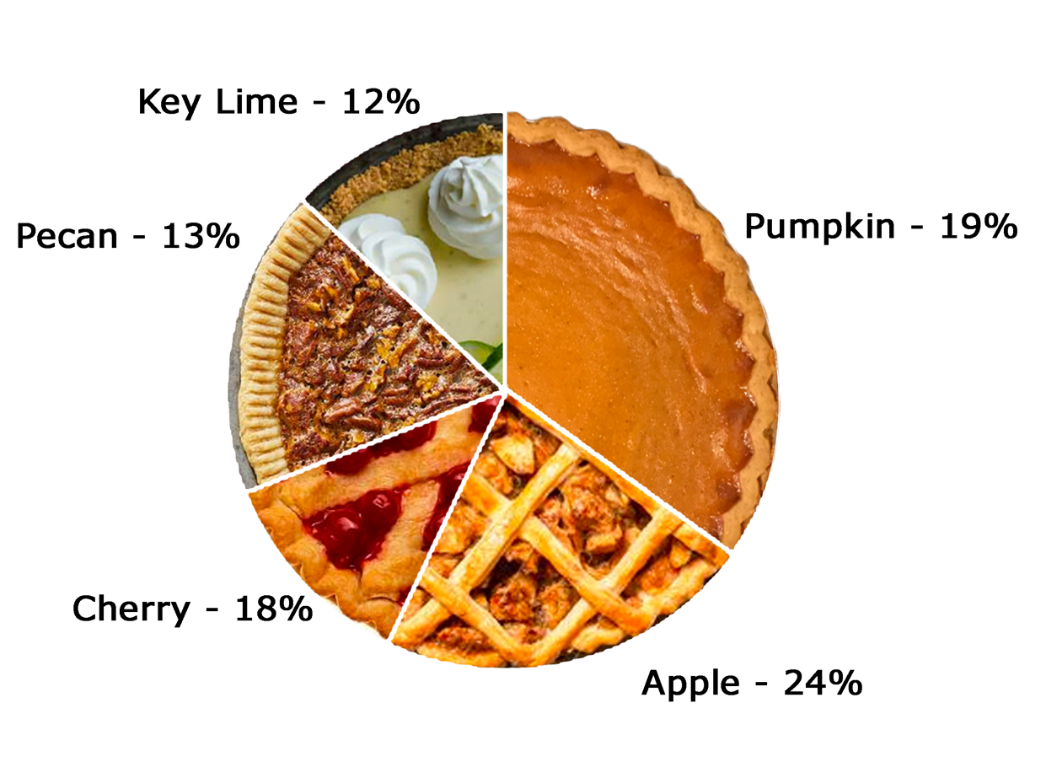 Key Lime - 12%
Pumpkin - 19%
Pecan - 13%
Cherry - 18%
Apple - 24%